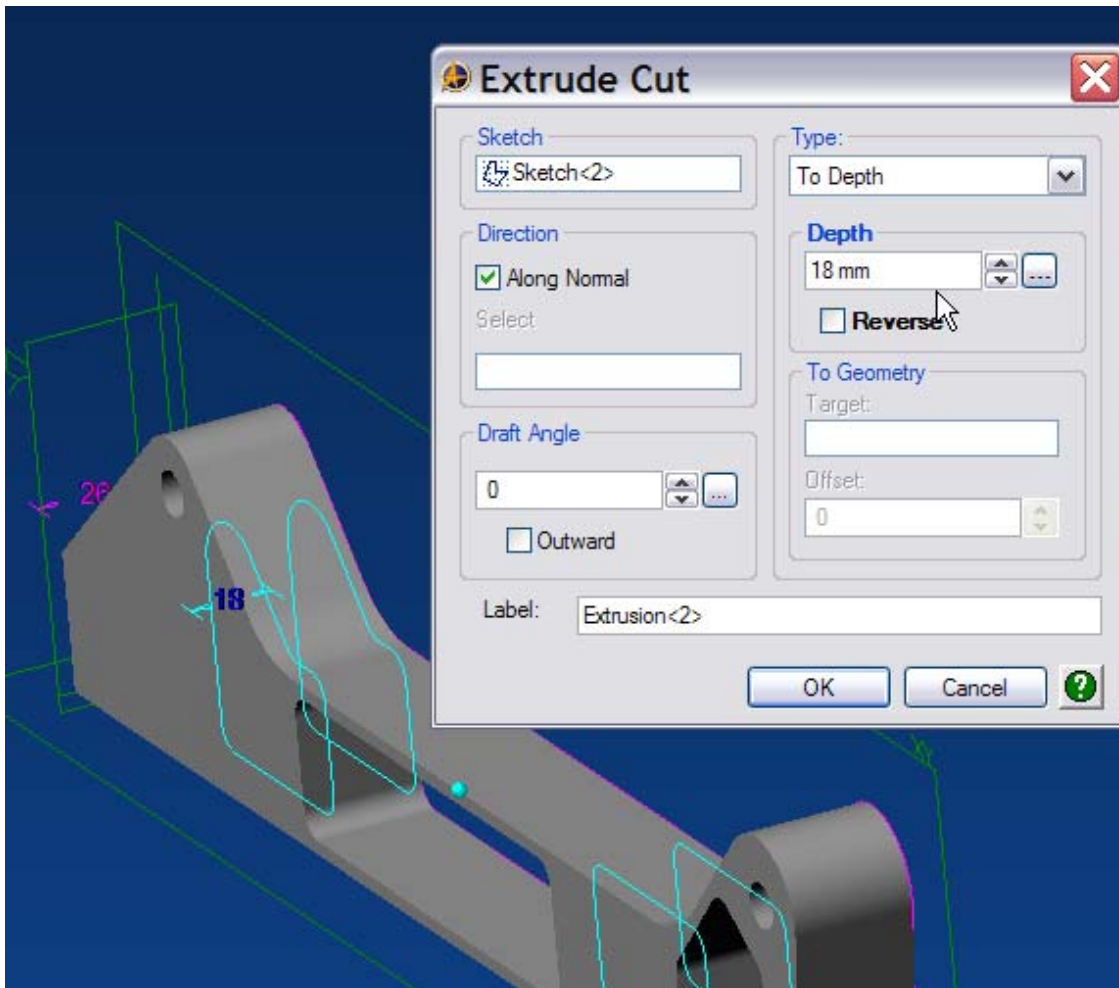 Extrude Cut
Sketch
Sketch<2>
Direction
Along Normal
Select
Draft Angle
0
...
Outward
Type:
To Depth
Depth
18 mm
...
Reverse
To Geometry
Target:
Offset:
0
Label:
Extrusion<2>
OK
Cancel
?
26
18